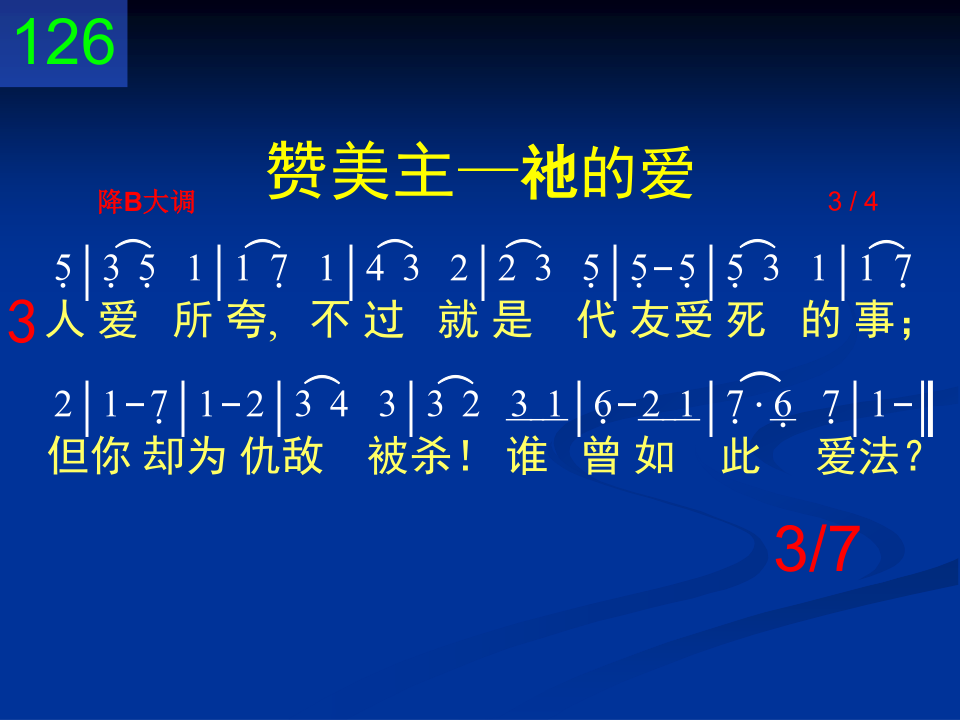 126
赞美主—祂的爱
降B大调 3 / 4
5̣ | 3̣ 5̣ 1 | 1 7̣ 1 | 4 3 2 | 2 3 5̣ | 5̣ – 5̣ | 5̣ 3 1 | 1 7̣
3 人爱 所夸, 不过 就是 代友受死 的事；
2 | 1 – 7̣ | 1 – 2 | 3 4 3 | 3 2 3 1 | 6̣ – 2 1 | 7̣ · 6̣ 7̣ | 1 – ‖
但你却为仇敌 被杀！谁 曾如 此 爱法？
3/7